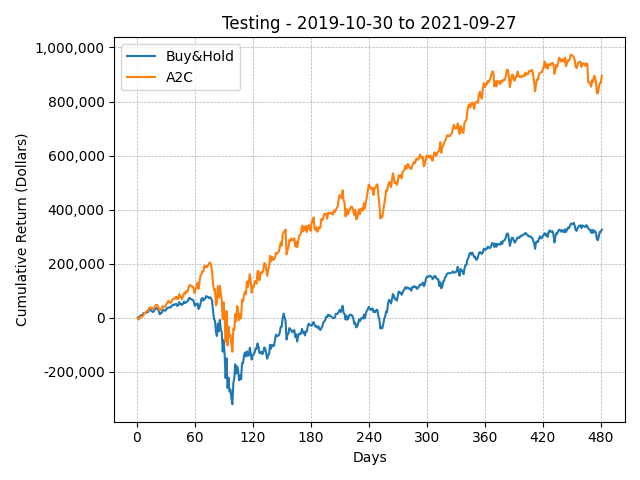 Testing - 2019-10-30 to 2021-09-27
Buy&Hold
A2C
Cumulative Return (Dollars)
1,000,000
800,000
600,000
400,000
200,000
0
-200,000
0 60 120 180 240 300 360 420 480
Days